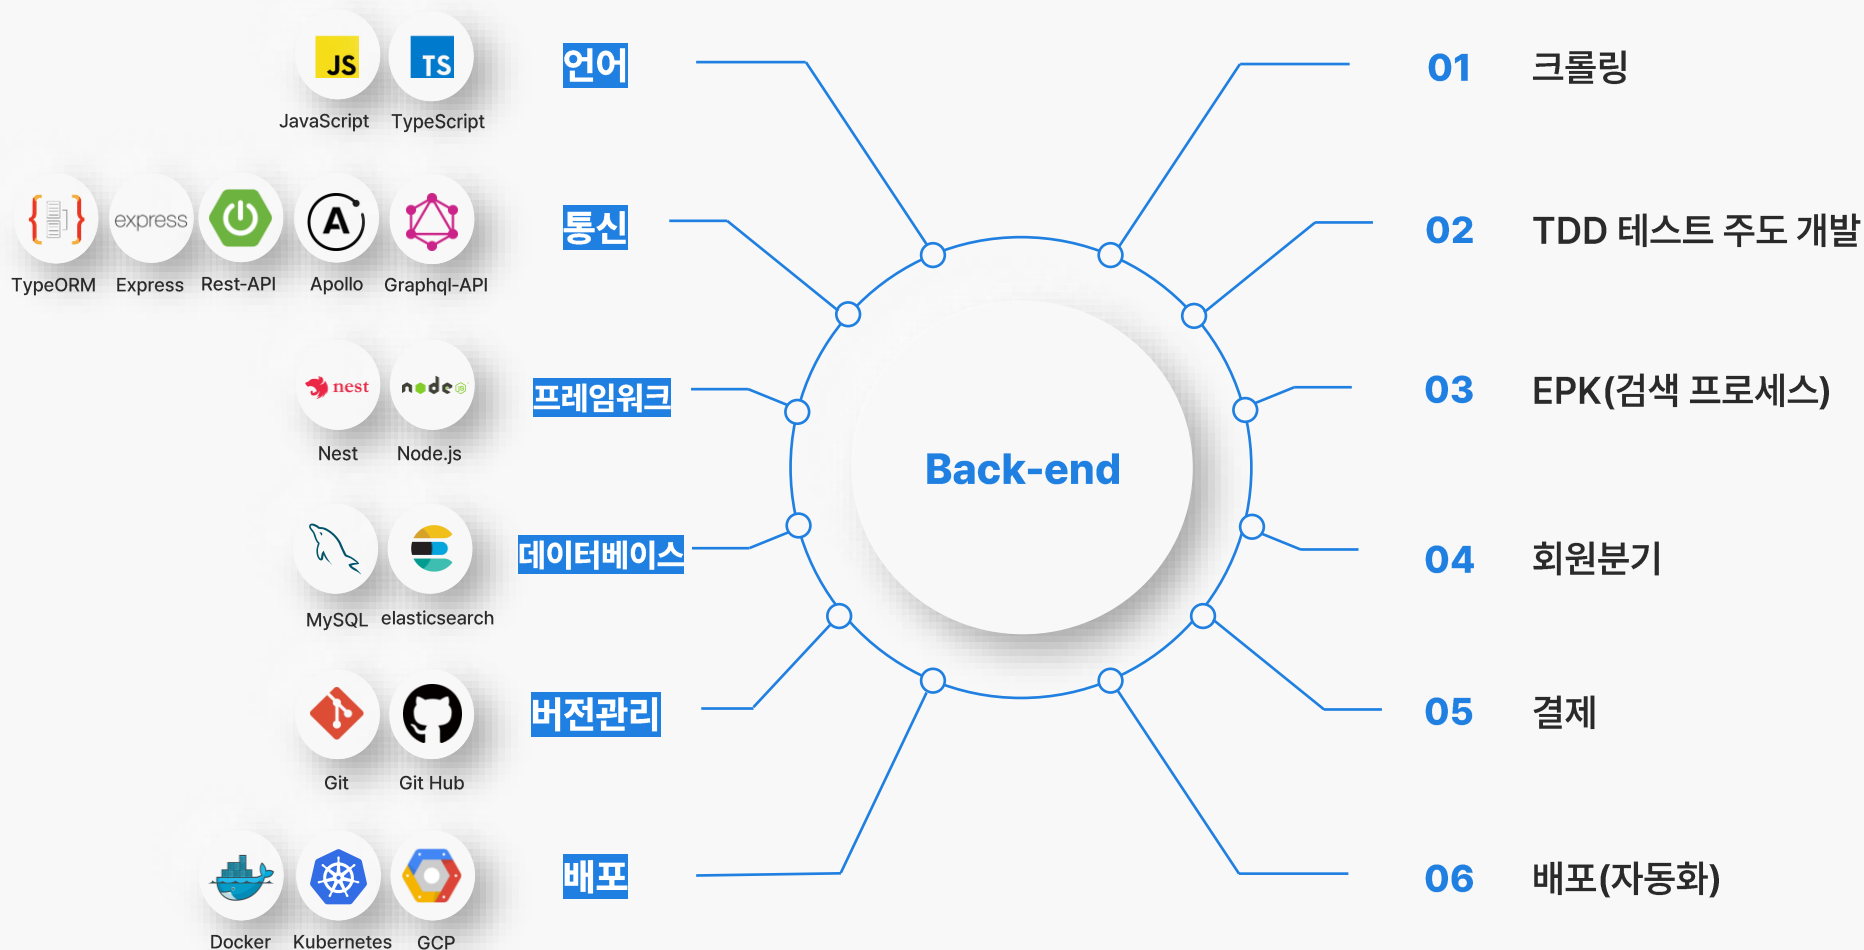 JS TS
JavaScript TypeScript
언어
express
TypeORM Express Rest-API Apollo Graphql-API
통신
nest node JS
Nest Node.js
프레임워크
MySQL elasticsearch
데이터베이스
Git Git Hub
버전관리
Docker Kubernetes GCP
배포
Back-end
01 크롤링
02 TDD 테스트 주도 개발
03 EPK(검색 프로세스)
04 회원분기
05 결제
06 배포(자동화)